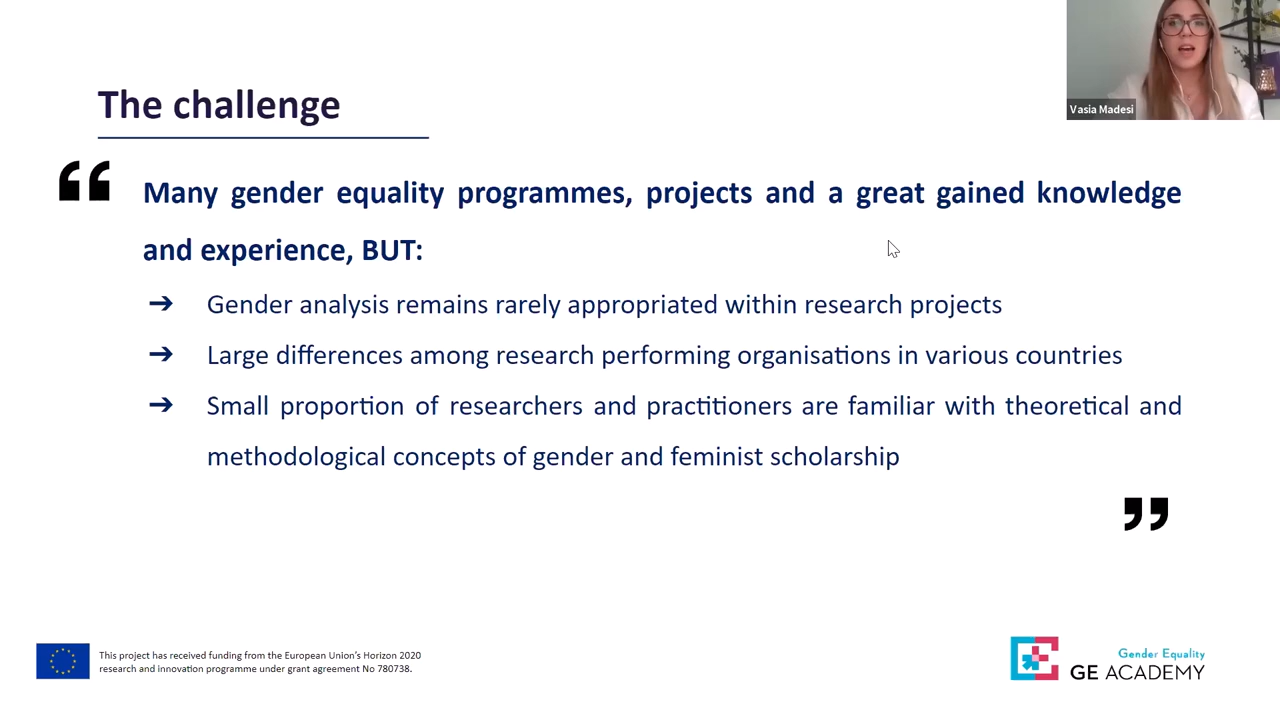 Vasia Madesi
The challenge
“
Many gender equality programmes, projects and a great gained knowledge
and experience, BUT:
➔ Gender analysis remains rarely appropriated within research projects
➔ Large differences among research performing organisations in various countries
➔ Small proportion of researchers and practitioners are familiar with theoretical and
methodological concepts of gender and feminist scholarship
”
This project has received funding from the European Union’s Horizon 2020
research and innovation programme under grant agreement No 780738.
Gender Equality
GE ACADEMY